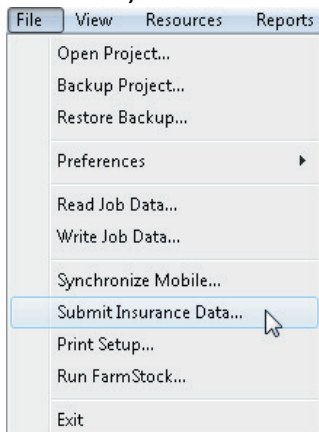 File View Resources Reports
Open Project...
Backup Project...
Restore Backup...
Preferences
Read Job Data...
Write Job Data...
Synchronize Mobile...
Submit Insurance Data...
Print Setup...
Run FarmStock...
Exit